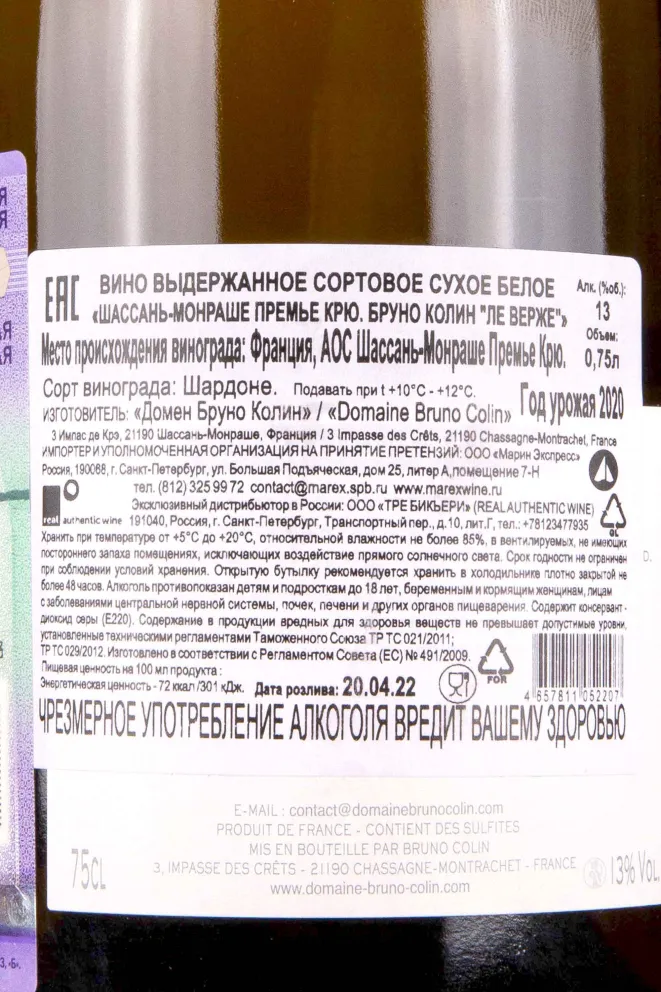 ЕАС
ВИНО ВЫДЕРЖАННОЕ СОРТОВОЕ СУХОЕ БЕЛОЕ
«ШАССАНЬ-МОНРАШЕ ПРЕМЬЕ КРЮ. БРУНО КОЛИН "ЛЕ ВЕРЖЕ"»
Алк. (%об.):
13
Объем:
0,75л
Место происхождения винограда: Франция, АОС Шассань-Монраше Премье Крю.
Сорт винограда: Шардоне. Подавать при t +10°С - +12°С.
Год урожая 2020
ИЗГОТОВИТЕЛЬ: «Домен Бруно Колин» / «Domaine Bruno Colin»
3 Импас де Крэ, 21190 Шассань-Монраше, Франция / 3 Impasse des Crêts, 21190 Chassagne-Montrachet, France
ИМПОРТЕР И УПОЛНОМОЧЕННАЯ ОРГАНИЗАЦИЯ НА ПРИНЯТИЕ ПРЕТЕНЗИЙ: ООО «Марин Экспресс»
Россия, 190068, г. Санкт-Петербург, ул. Большая Подъяческая, дом 25, литер А, помещение 7-Н
тел. (812) 325 99 72 contact@marex.spb.ru www.marexwine.ru
Эксклюзивный дистрибьютор в России: ООО «ТРЕ БИКЬЕРИ» (REAL AUTHENTIC WINE)
real authentic wine
191040, Россия, г. Санкт-Петербург, Транспортный пер., д.10, лит.Г, тел.: +78123477935
GL
Хранить при температуре от +5°С до +20°С, относительной влажности не более 85%, в вентилируемых, не имеющих
постороннего запаха помещениях, исключающих воздействие прямого солнечного света. Срок годности не ограничен
при соблюдении условий хранения. Открытую бутылку рекомендуется хранить в холодильнике плотно закрытой не
более 48 часов. Алкоголь противопоказан детям и подросткам до 18 лет, беременным и кормящим женщинам, лицам
с заболеваниями центральной нервной системы, почек, печени и других органов пищеварения. Содержит консервант -
диоксид серы (Е220). Содержание в продукции вредных для здоровья веществ не превышает допустимые уровни,
установленные техническими регламентами Таможенного Союза ТР ТС 021/2011;
ТР ТС 029/2012. Изготовлено в соответствии с Регламентом Совета (ЕС) № 491/2009.
Пищевая ценность на 100 мл продукта :
Энергетическая ценность - 72 ккал /301 кДж. Дата розлива: 20.04.22
FOR
4 657811 052207
ЧРЕЗМЕРНОЕ УПОТРЕБЛЕНИЕ АЛКОГОЛЯ ВРЕДИТ ВАШЕМУ ЗДОРОВЬЮ
E-MAIL : contact@domainebrunocolin.com
PRODUIT DE FRANCE - CONTIENT DES SULFITES
MIS EN BOUTEILLE PAR BRUNO COLIN
3, IMPASSE DES CRÊTS - 21190 CHASSAGNE-MONTRACHET - FRANCE
www.domaine-bruno-colin.com
75CL
13% VOL.
D.